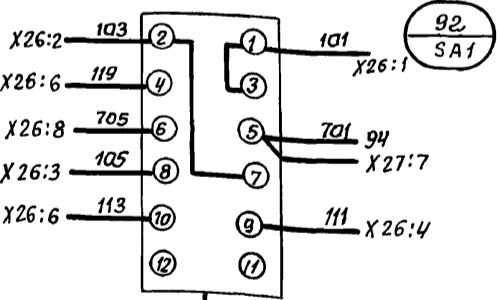 92
SA1
X26:2 103 2 1 101 X26:1
X26:6 119 4 3
X26:8 705 6 5 701 94
X27:7
X26:3 105 8 7
X26:6 113 10 9 111 X26:4
12 11